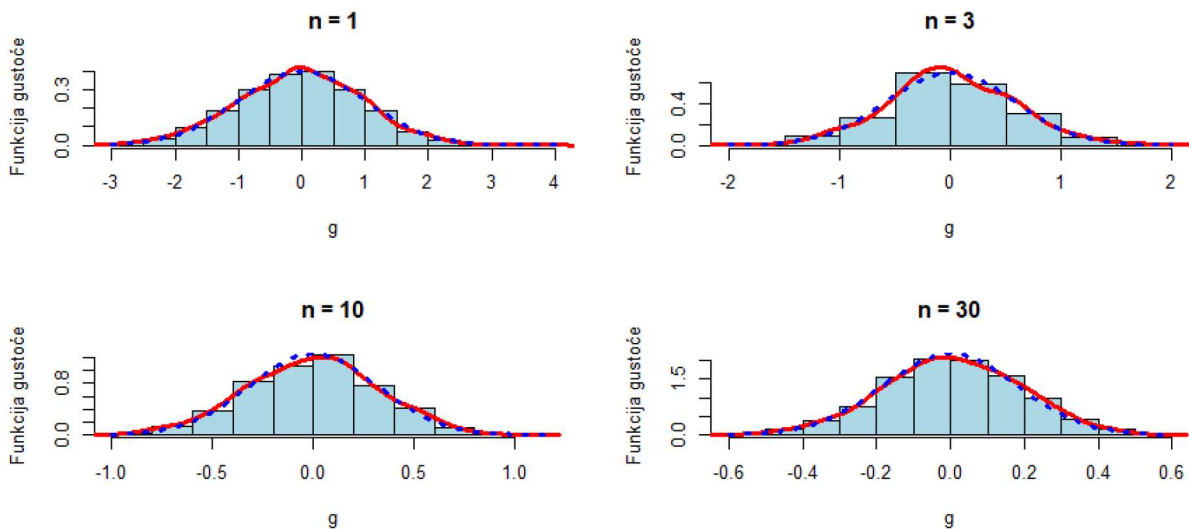 n = 1
Funkcija gustoće
0.0 0.3
-3 -2 -1 0 1 2 3 4
g
n = 3
Funkcija gustoće
0.0 0.4
-2 -1 0 1 2
g
n = 10
Funkcija gustoće
0.0 0.8
-1.0 -0.5 0.0 0.5 1.0
g
n = 30
Funkcija gustoće
0.0 1.5
-0.6 -0.4 -0.2 0.0 0.2 0.4 0.6
g